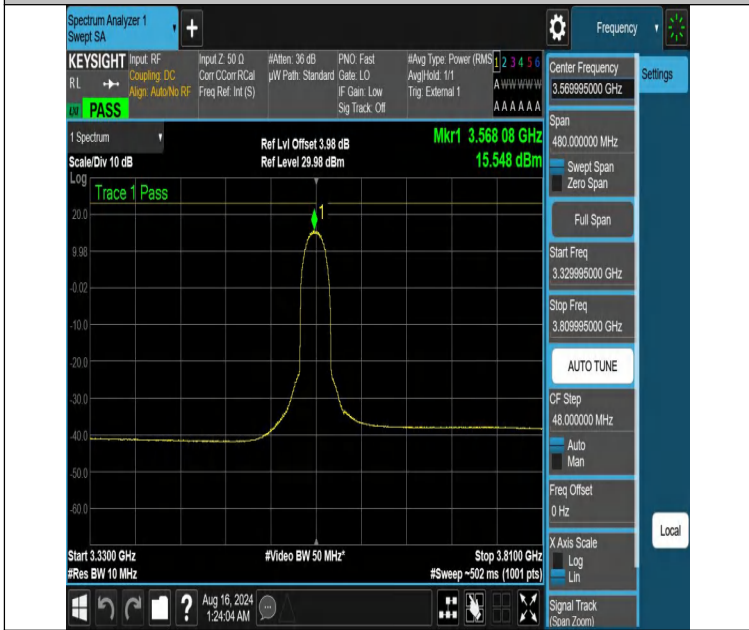 Spectrum Analyzer 1
Swept SA
+
Frequency
KEYSIGHT
RL
LXI PASS
Input: RF
Coupling: DC
Align: Auto/No RF
Input Z: 50 Ω
Corr CCorr RCal
Freq Ref: Int (S)
#Atten: 36 dB
µW Path: Standard
PNO: Fast
Gate: LO
IF Gain: Low
Sig Track: Off
#Avg Type: Power (RMS
Avg|Hold: 1/1
Trig: External 1
1 2 3 4 5 6
A W W W W W
A A A A A A
1 Spectrum
Scale/Div 10 dB
Ref Lvl Offset 3.98 dB
Ref Level 29.98 dBm
Mkr1 3.568 08 GHz
15.548 dBm
Log
Trace 1 Pass
1
20.0
9.98
-0.02
-10.0
-20.0
-30.0
-40.0
-50.0
-60.0
Start 3.3300 GHz
#Res BW 10 MHz
#Video BW 50 MHz*
Stop 3.8100 GHz
#Sweep ~502 ms (1001 pts)
?
Aug 16, 2024
1:24:04 AM
Center Frequency
3.569995000 GHz
Settings
Span
480.000000 MHz
Swept Span
Zero Span
Full Span
Start Freq
3.329995000 GHz
Stop Freq
3.809995000 GHz
AUTO TUNE
CF Step
48.000000 MHz
Auto
Man
Freq Offset
0 Hz
X Axis Scale
Log
Lin
Local
Signal Track
(Span Zoom)